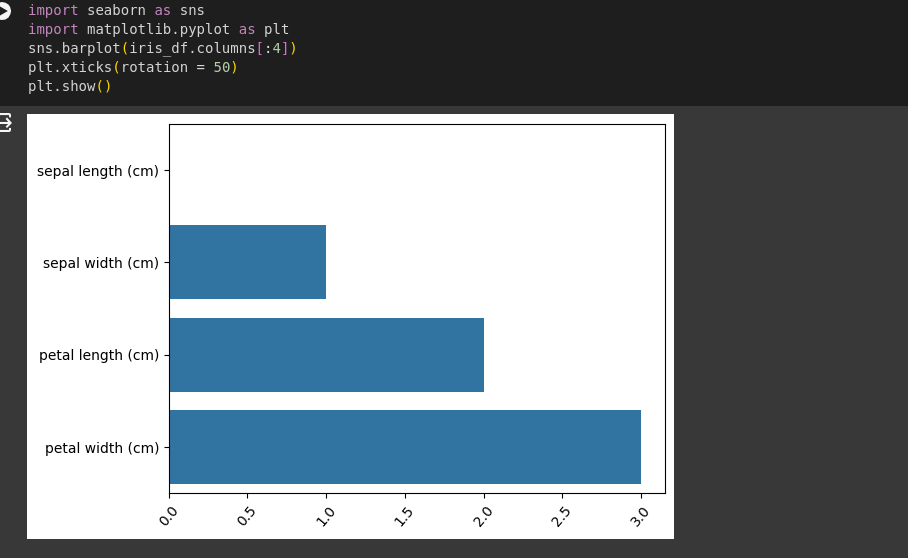 import seaborn as sns
import matplotlib.pyplot as plt
sns.barplot(iris_df.columns[:4])
plt.xticks(rotation = 50)
plt.show()
sepal length (cm)
sepal width (cm)
petal length (cm)
petal width (cm)
0.0 0.5 1.0 1.5 2.0 2.5 3.0